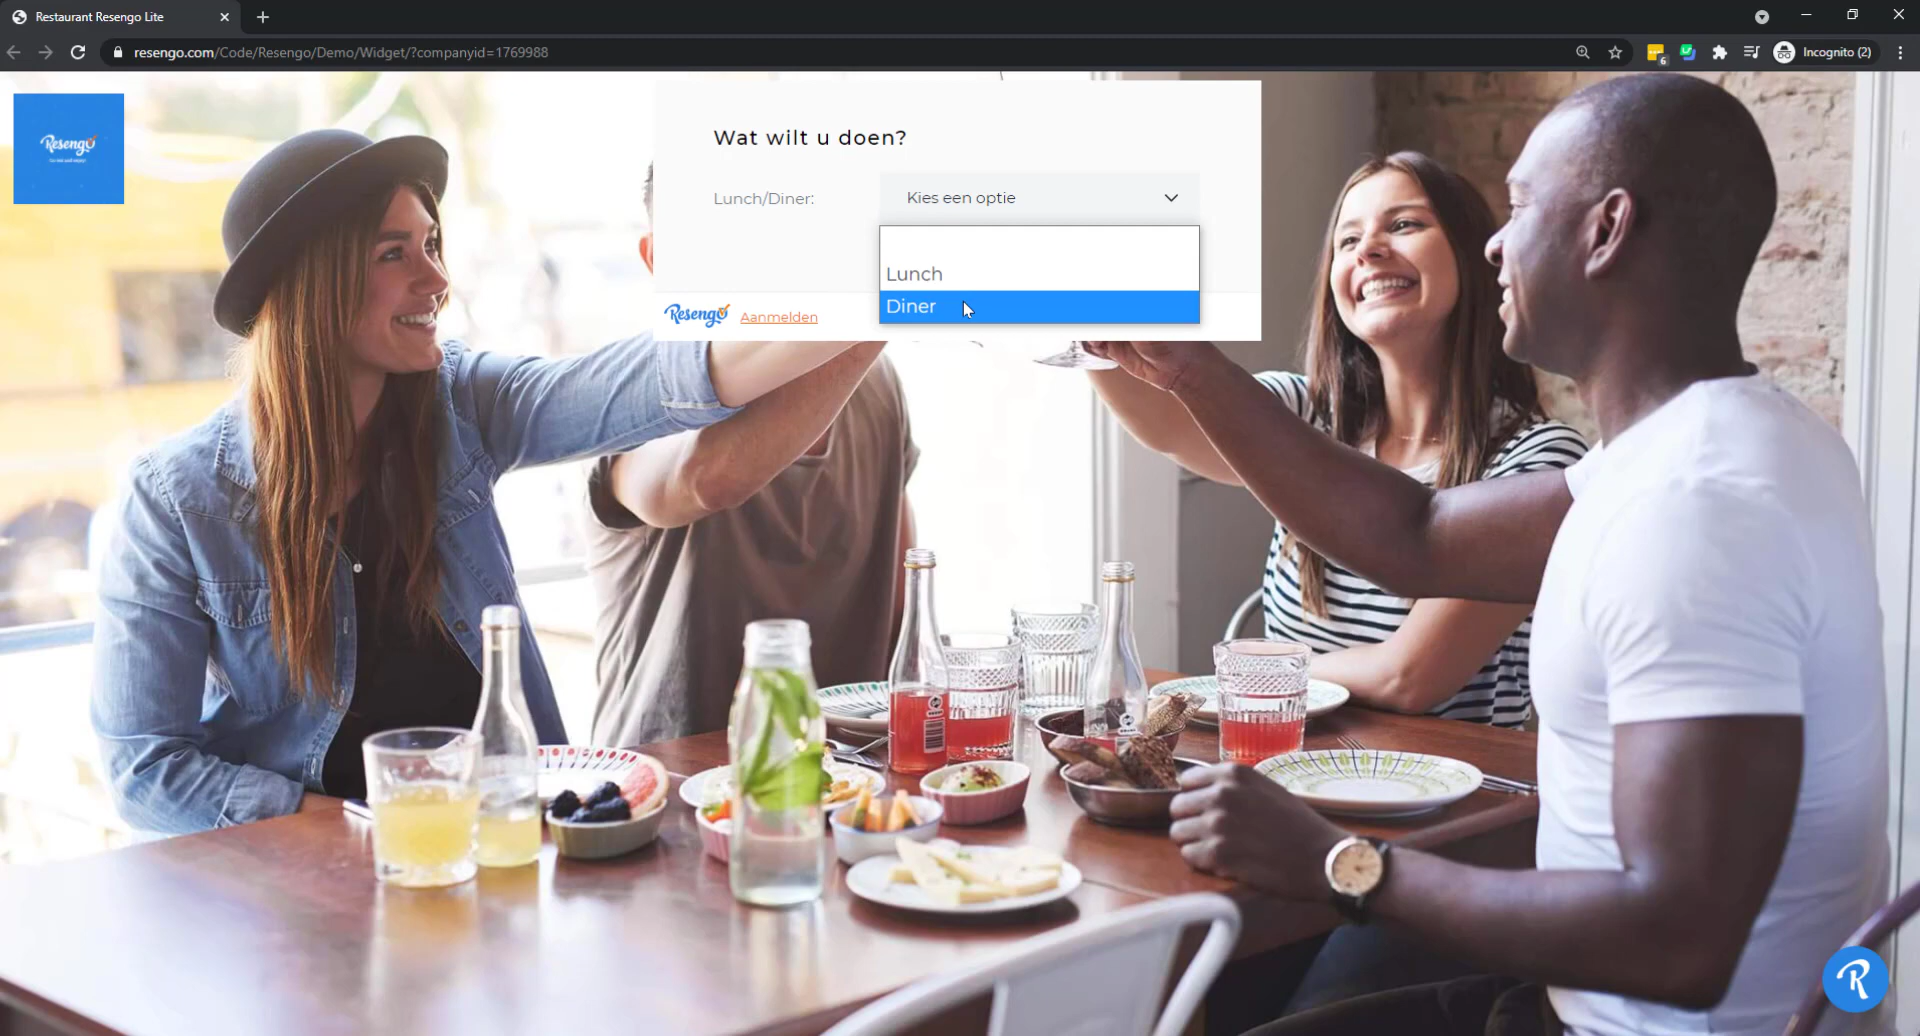 Restaurant Resengo Lite
resengo.com/Code/Resengo/Demo/Widget/?companyid=1769988
6
Incognito (2)
Resengo
Wat wilt u doen?
Lunch/Diner:
Kies een optie
Lunch
Diner
Resengo
Aanmelden
R